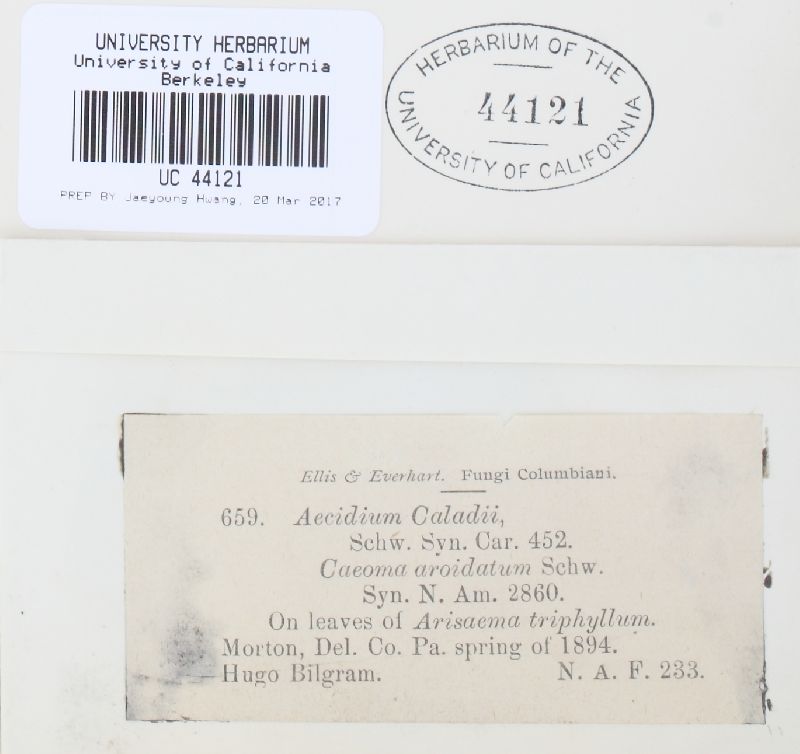 UNIVERSITY HERBARIUM
University of California
Berkeley
UC 44121
PREP BY Jaeyoung Hwang, 20 Mar 2017
HERBARIUM OF THE
44121
UNIVERSITY OF CALIFORNIA
Ellis & Everhart. Fungi Columbiani.
659. Aecidium Caladii,
Schw. Syn. Car. 452.
Caeoma aroidatum Schw.
Syn. N. Am. 2860.
On leaves of Arisaema triphyllum.
Morton, Del. Co. Pa. spring of 1894.
Hugo Bilgram. N. A. F. 233.